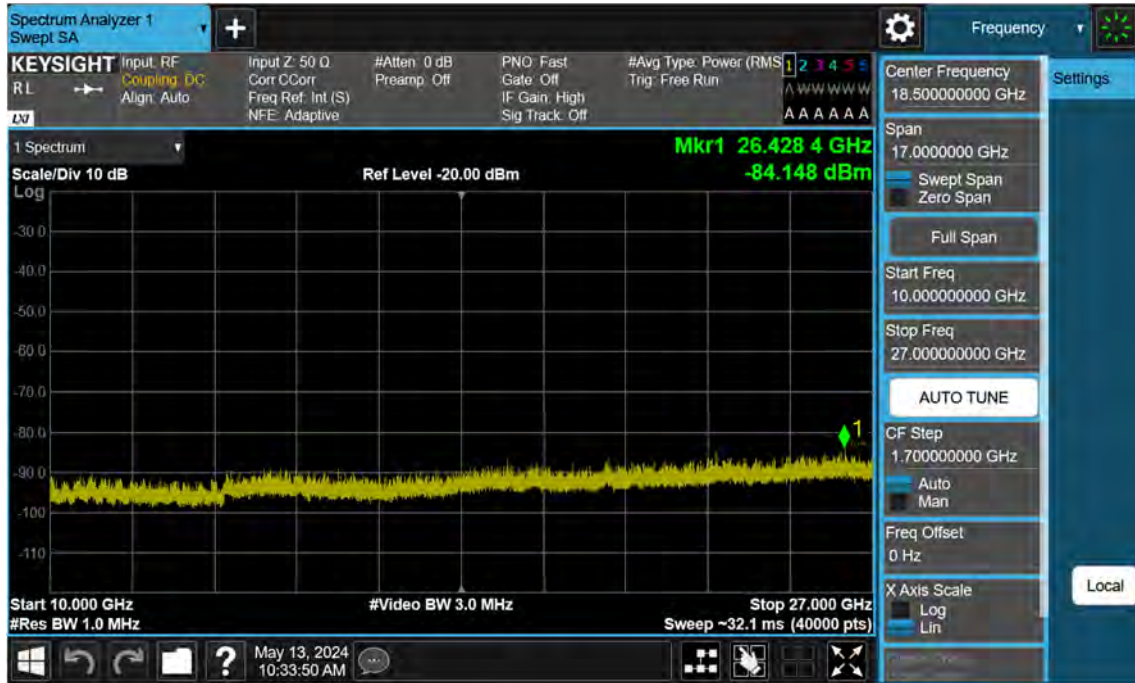 Spectrum Analyzer 1
Swept SA
+
Frequency
KEYSIGHT
RL
LXI
Input: RF
Coupling: DC
Align: Auto
Input Z: 50 Ω
Corr CCorr
Freq Ref: Int (S)
NFE: Adaptive
#Atten: 0 dB
Preamp: Off
PNO: Fast
Gate: Off
IF Gain: High
Sig Track: Off
#Avg Type: Power (RMS
Trig: Free Run
1 2 3 4 5 6
A W W W W W
A A A A A A
1 Spectrum
Scale/Div 10 dB
Ref Level -20.00 dBm
Mkr1 26.428 4 GHz
-84.148 dBm
Log
-30.0
-40.0
-50.0
-60.0
-70.0
-80.0
-90.0
-100
-110
1
Start 10.000 GHz
#Video BW 3.0 MHz
Stop 27.000 GHz
#Res BW 1.0 MHz
Sweep ~32.1 ms (40000 pts)
?
May 13, 2024
10:33:50 AM
Center Frequency
18.500000000 GHz
Span
17.0000000 GHz
Swept Span
Zero Span
Full Span
Start Freq
10.000000000 GHz
Stop Freq
27.000000000 GHz
AUTO TUNE
CF Step
1.700000000 GHz
Auto
Man
Freq Offset
0 Hz
X Axis Scale
Log
Lin
Settings
Local